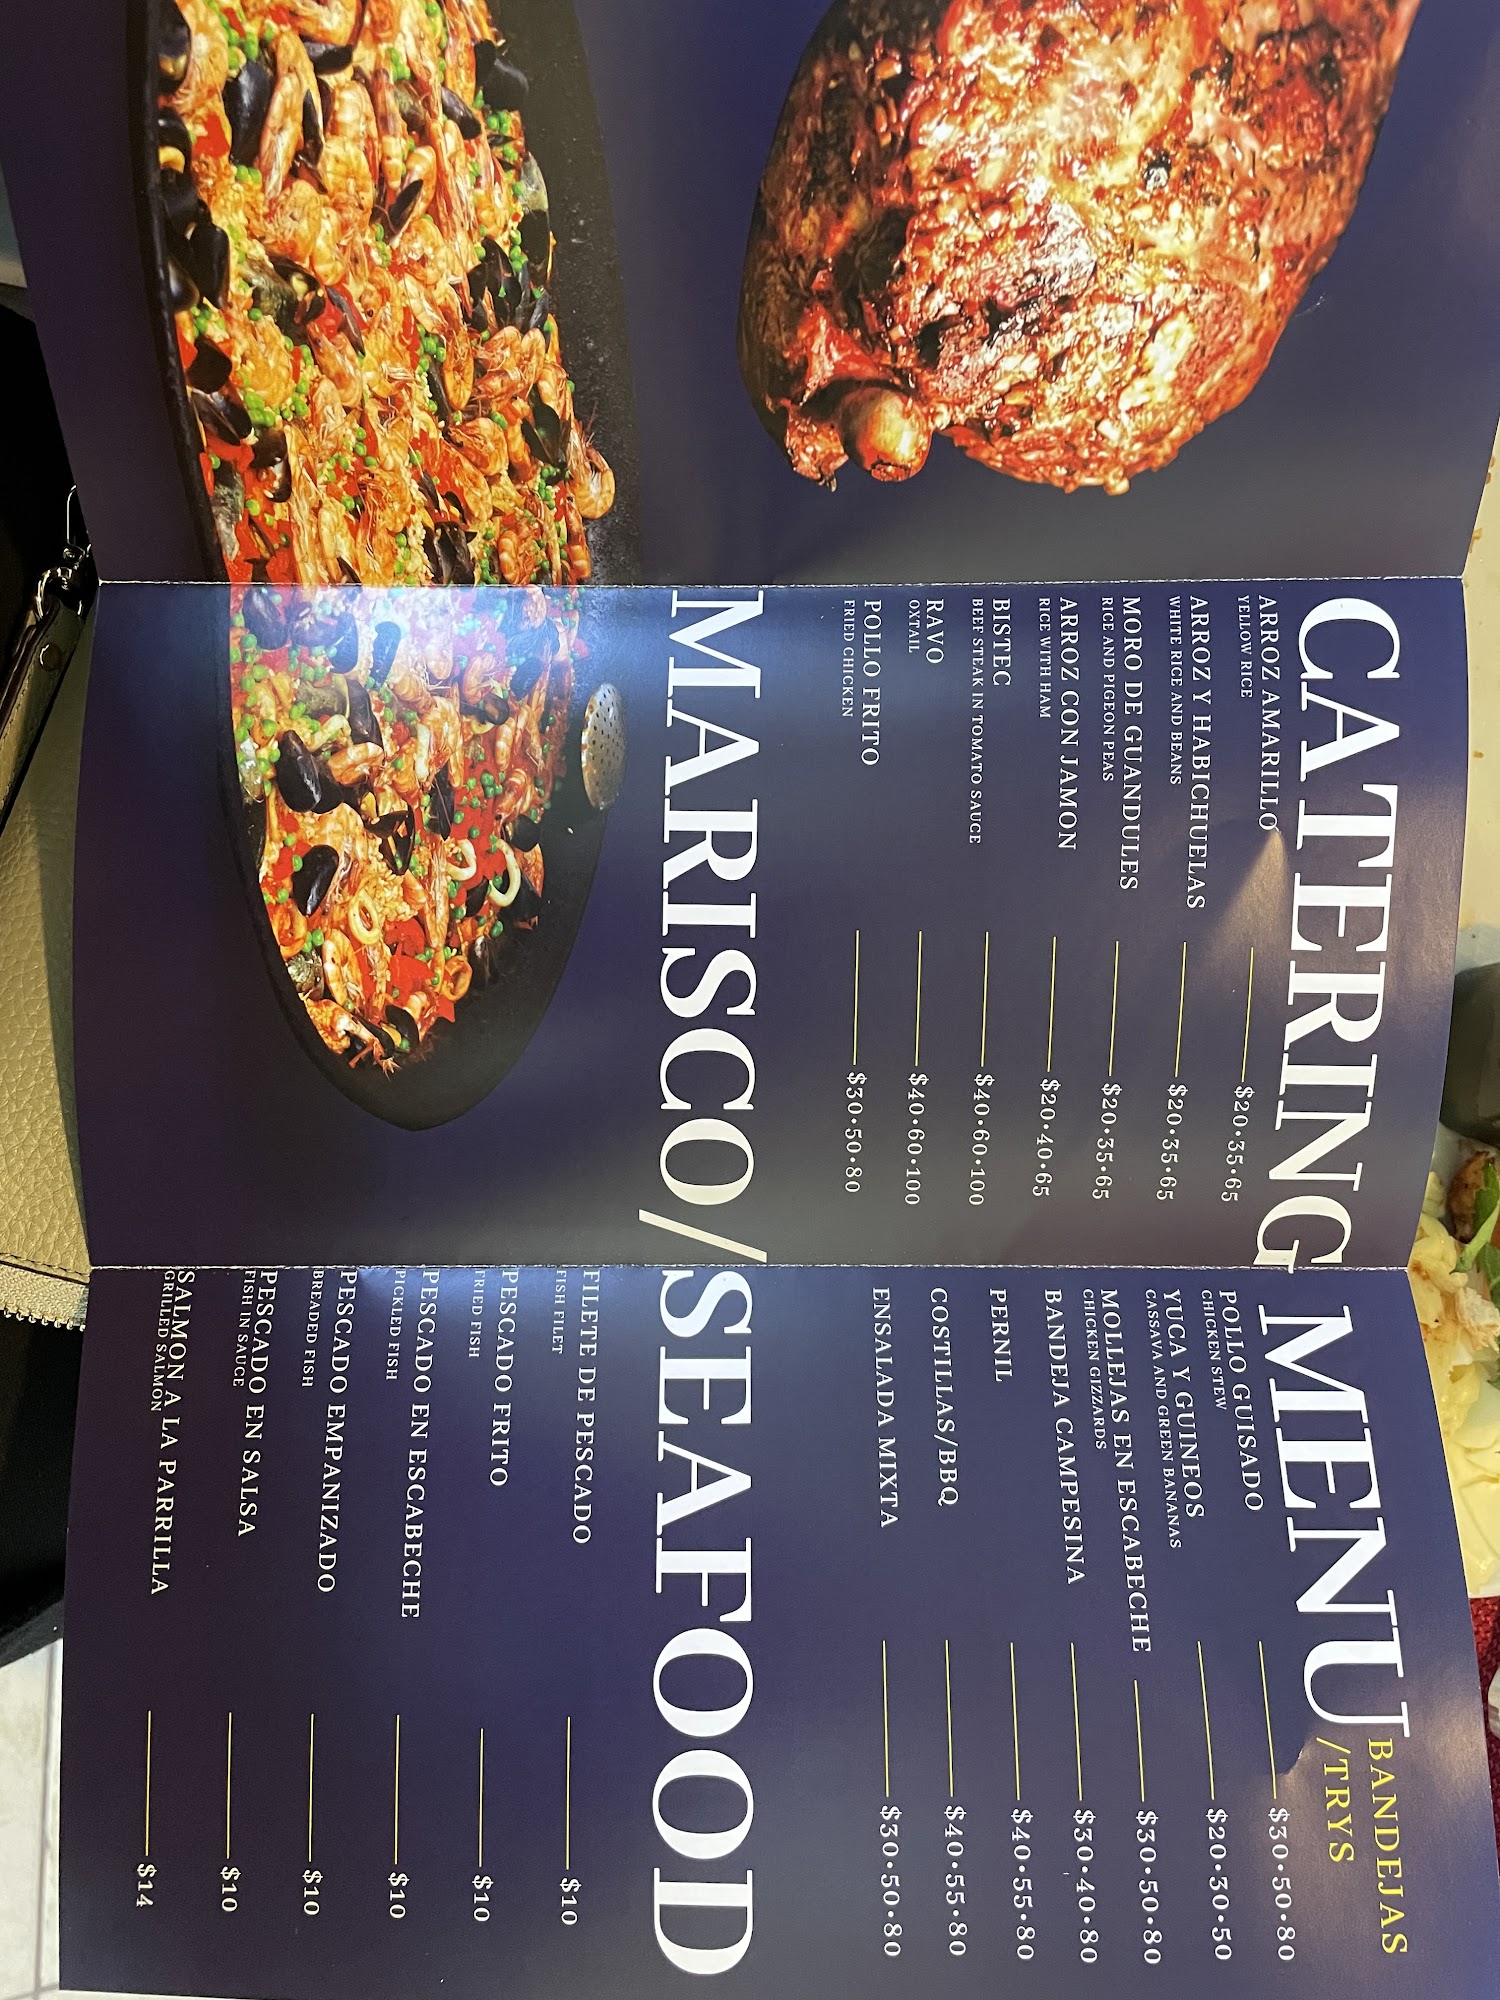 CATERING MENU
BANDEJAS
/TRYS
ARROZ AMARILLO
YELLOW RICE
$20•35•65
ARROZ Y HABICHUELAS
WHITE RICE AND BEANS
$20•35•65
MORO DE GUANDULES
RICE AND PIGEON PEAS
$20•35•65
ARROZ CON JAMON
RICE WITH HAM
$20•40•65
BISTEC
BEEF STEAK IN TOMATO SAUCE
$40•60•100
RAVO
OXTAIL
$40•60•100
POLLO FRITO
FRIED CHICKEN
$30•50•80
POLLO GUISADO
CHICKEN STEW
$30•50•80
YUCA Y GUINEOS
CASSAVA AND GREEN BANANAS
$20•30•50
MOLLEJAS EN ESCABECHE
CHICKEN GIZZARDS
$30•50•80
BANDEJA CAMPESINA
$30•40•80
PERNIL
$40•55•80
COSTILLAS/BBQ
$40•55•80
ENSALADA MIXTA
$30•50•80
MARISCO/SEAFOOD
FILETE DE PESCADO
FISH FILET
$10
PESCADO FRITO
FRIED FISH
$10
PESCADO EN ESCABECHE
PICKLED FISH
$10
PESCADO EMPANIZADO
BREADED FISH
$10
PESCADO EN SALSA
FISH IN SAUCE
$10
SALMON A LA PARRILLA
GRILLED SALMON
$14